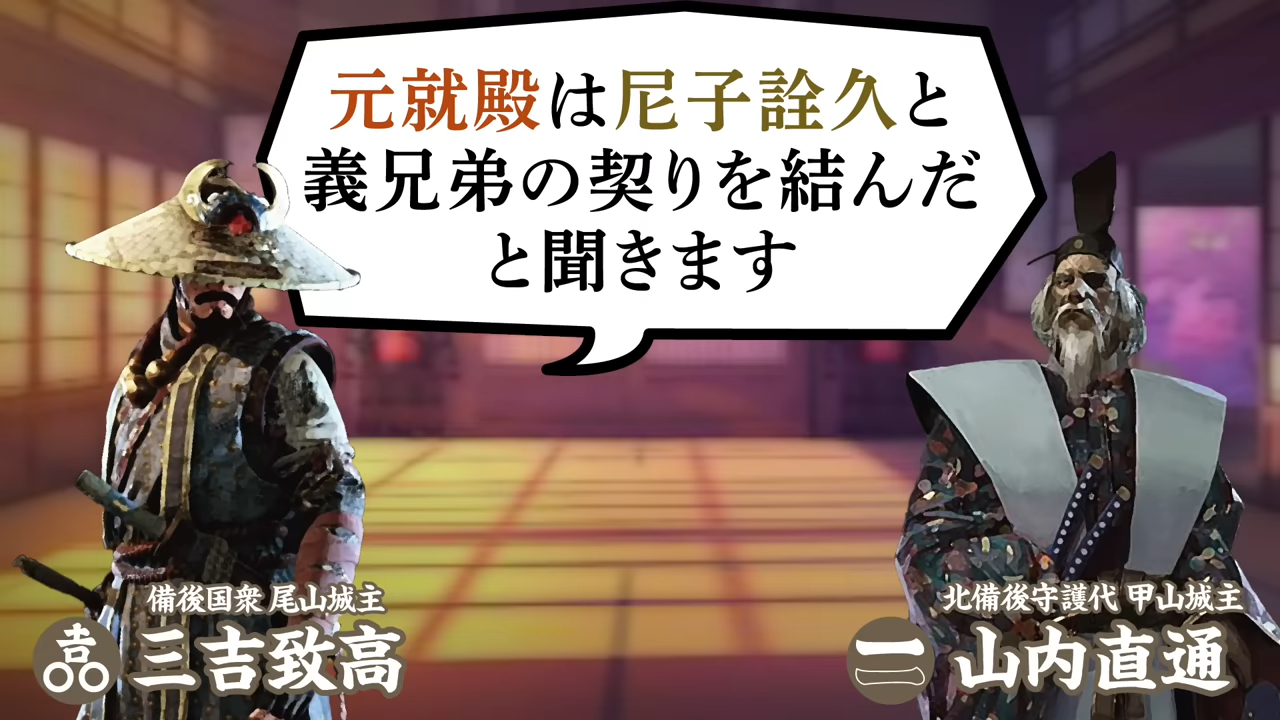 元就殿は尼子詮久と
義兄弟の契りを結んだ
と聞きます
備後国衆 尾山城主
三吉致高
北備後守護代 甲山城主
山内直通